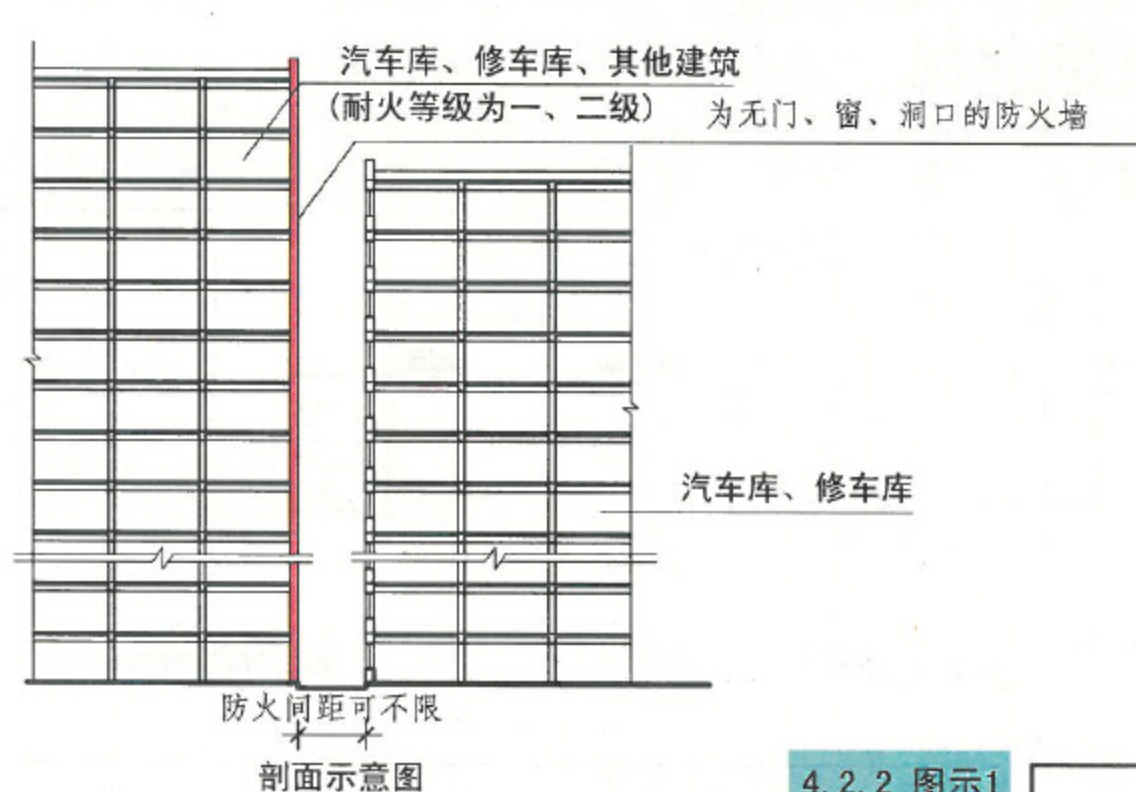 汽车库、修车库、其他建筑
(耐火等级为一、二级)
为无门、窗、洞口的防火墙
汽车库、修车库
防火间距可不限
剖面示意图
4.2.2 图示1